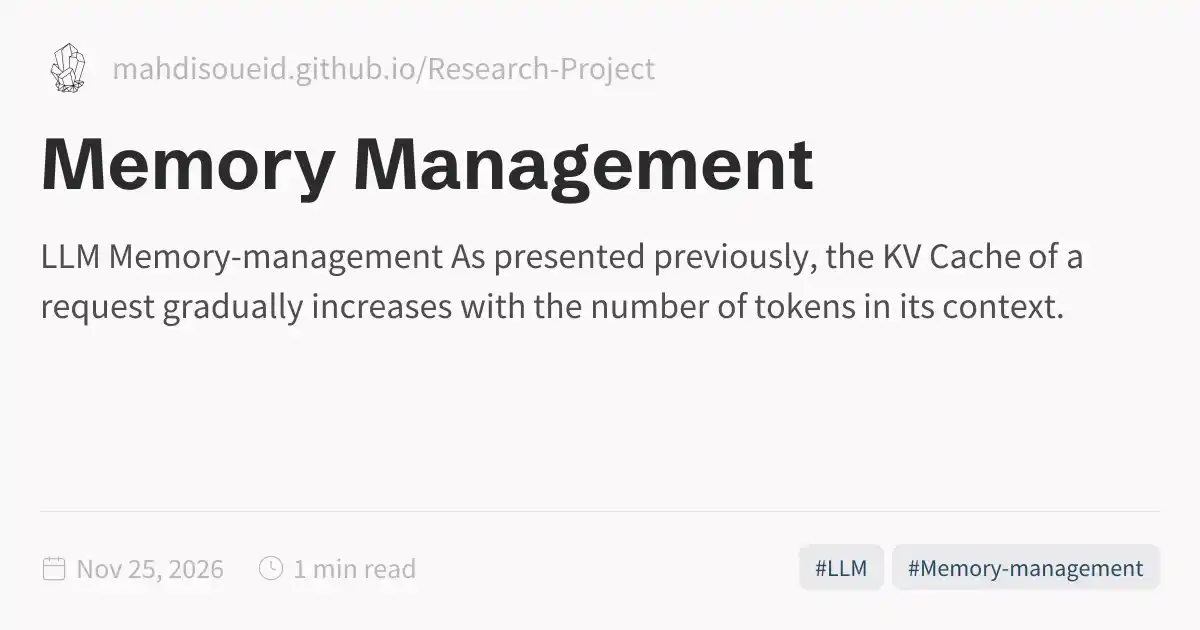 mahdisoueid.github.io/Research-Project
Memory Management
LLM Memory-management As presented previously, the KV Cache of a
request gradually increases with the number of tokens in its context.
Nov 25, 2026 1 min read #LLM #Memory-management